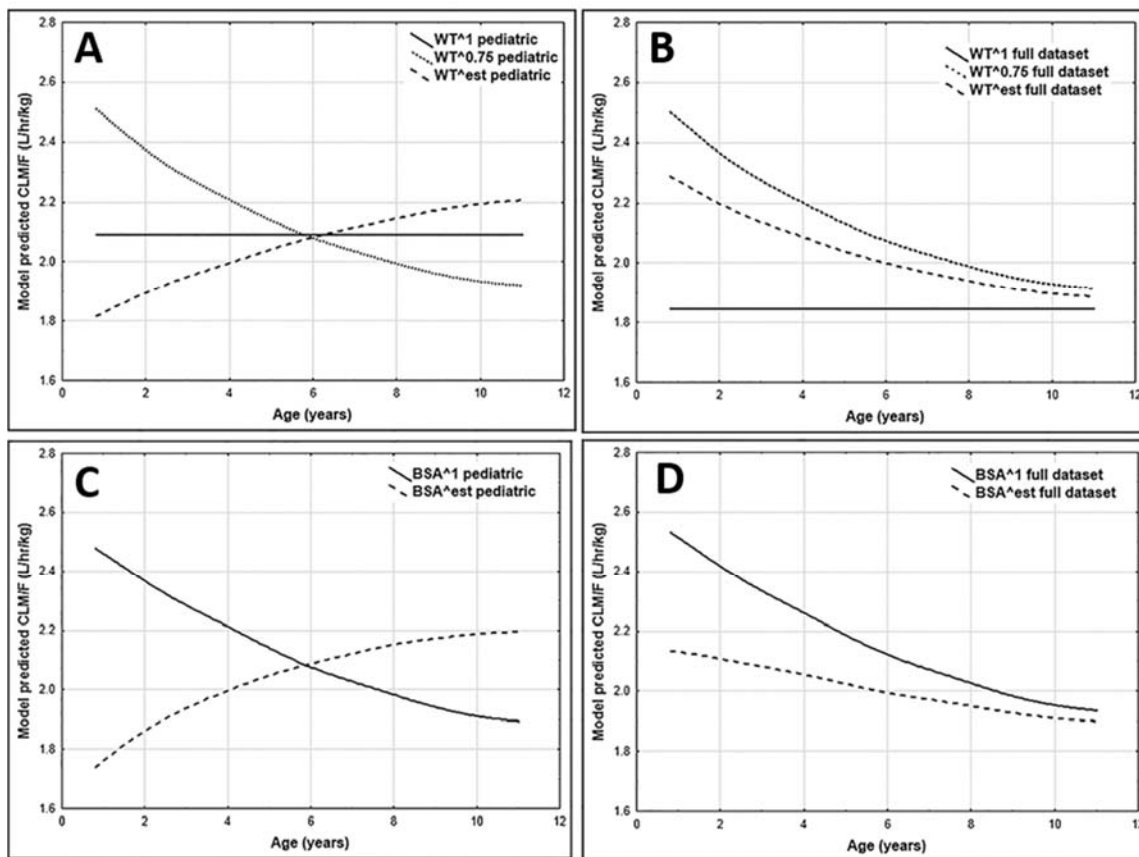 A
WT^1 pediatric
WT^0.75 pediatric
WT^est pediatric
Model predicted CLM/F (L/hr/kg)
2.8
2.6
2.4
2.2
2.0
1.8
1.6
0 2 4 6 8 10 12
Age (years)
B
WT^1 full dataset
WT^0.75 full dataset
WT^est full dataset
Model predicted CLM/F (L/hr/kg)
2.8
2.6
2.4
2.2
2.0
1.8
1.6
0 2 4 6 8 10 12
Age (years)
C
BSA^1 pediatric
BSA^est pediatric
Model predicted CLM/F (L/hr/kg)
2.8
2.6
2.4
2.2
2.0
1.8
1.6
0 2 4 6 8 10 12
Age (years)
D
BSA^1 full dataset
BSA^est full dataset
Model predicted CLM/F (L/hr/kg)
2.8
2.6
2.4
2.2
2.0
1.8
1.6
0 2 4 6 8 10 12
Age (years)